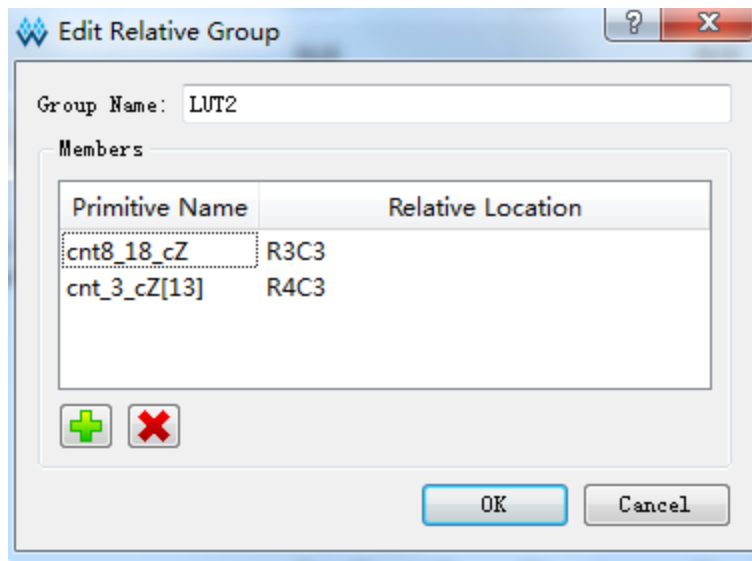 Edit Relative Group
Group Name: LUT2
Members
Primitive Name Relative Location
cnt8_18_cZ R3C3
cnt_3_cZ[13] R4C3
OK Cancel